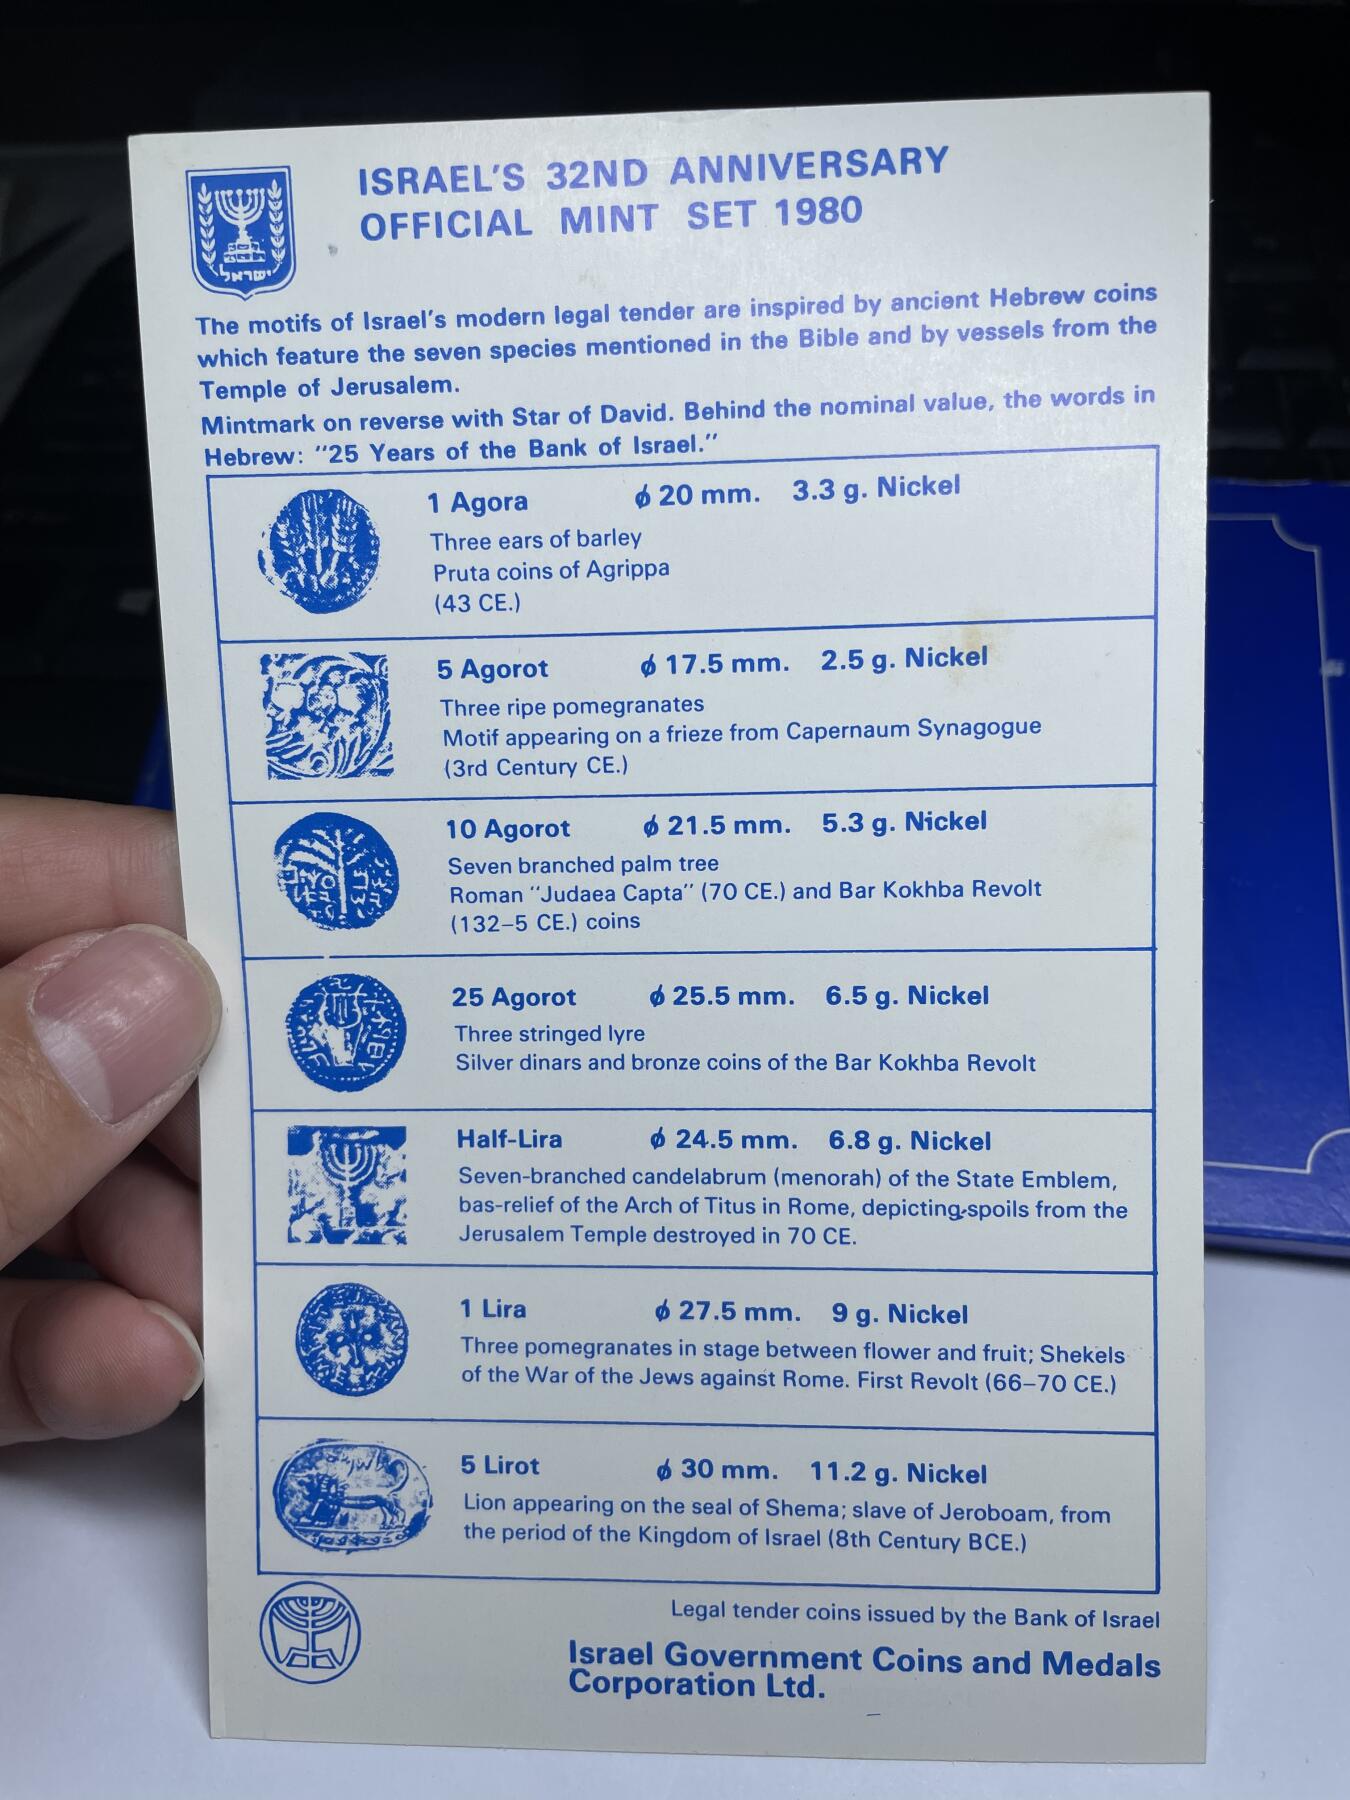 ישראל
ISRAEL'S 32ND ANNIVERSARY
OFFICIAL MINT SET 1980
The motifs of Israel's modern legal tender are inspired by ancient Hebrew coins
which feature the seven species mentioned in the Bible and by vessels from the
Temple of Jerusalem.
Mintmark on reverse with Star of David. Behind the nominal value, the words in
Hebrew: "25 Years of the Bank of Israel."
1 Agora ϕ 20 mm. 3.3 g. Nickel
Three ears of barley
Pruta coins of Agrippa
(43 CE.)
5 Agorot ϕ 17.5 mm. 2.5 g. Nickel
Three ripe pomegranates
Motif appearing on a frieze from Capernaum Synagogue
(3rd Century CE.)
10 Agorot ϕ 21.5 mm. 5.3 g. Nickel
Seven branched palm tree
Roman "Judaea Capta" (70 CE.) and Bar Kokhba Revolt
(132–5 CE.) coins
25 Agorot ϕ 25.5 mm. 6.5 g. Nickel
Three stringed lyre
Silver dinars and bronze coins of the Bar Kokhba Revolt
Half-Lira ϕ 24.5 mm. 6.8 g. Nickel
Seven-branched candelabrum (menorah) of the State Emblem,
bas-relief of the Arch of Titus in Rome, depicting spoils from the
Jerusalem Temple destroyed in 70 CE.
1 Lira ϕ 27.5 mm. 9 g. Nickel
Three pomegranates in stage between flower and fruit; Shekels
of the War of the Jews against Rome. First Revolt (66–70 CE.)
5 Lirot ϕ 30 mm. 11.2 g. Nickel
Lion appearing on the seal of Shema; slave of Jeroboam, from
the period of the Kingdom of Israel (8th Century BCE.)
Legal tender coins issued by the Bank of Israel
Israel Government Coins and Medals
Corporation Ltd.